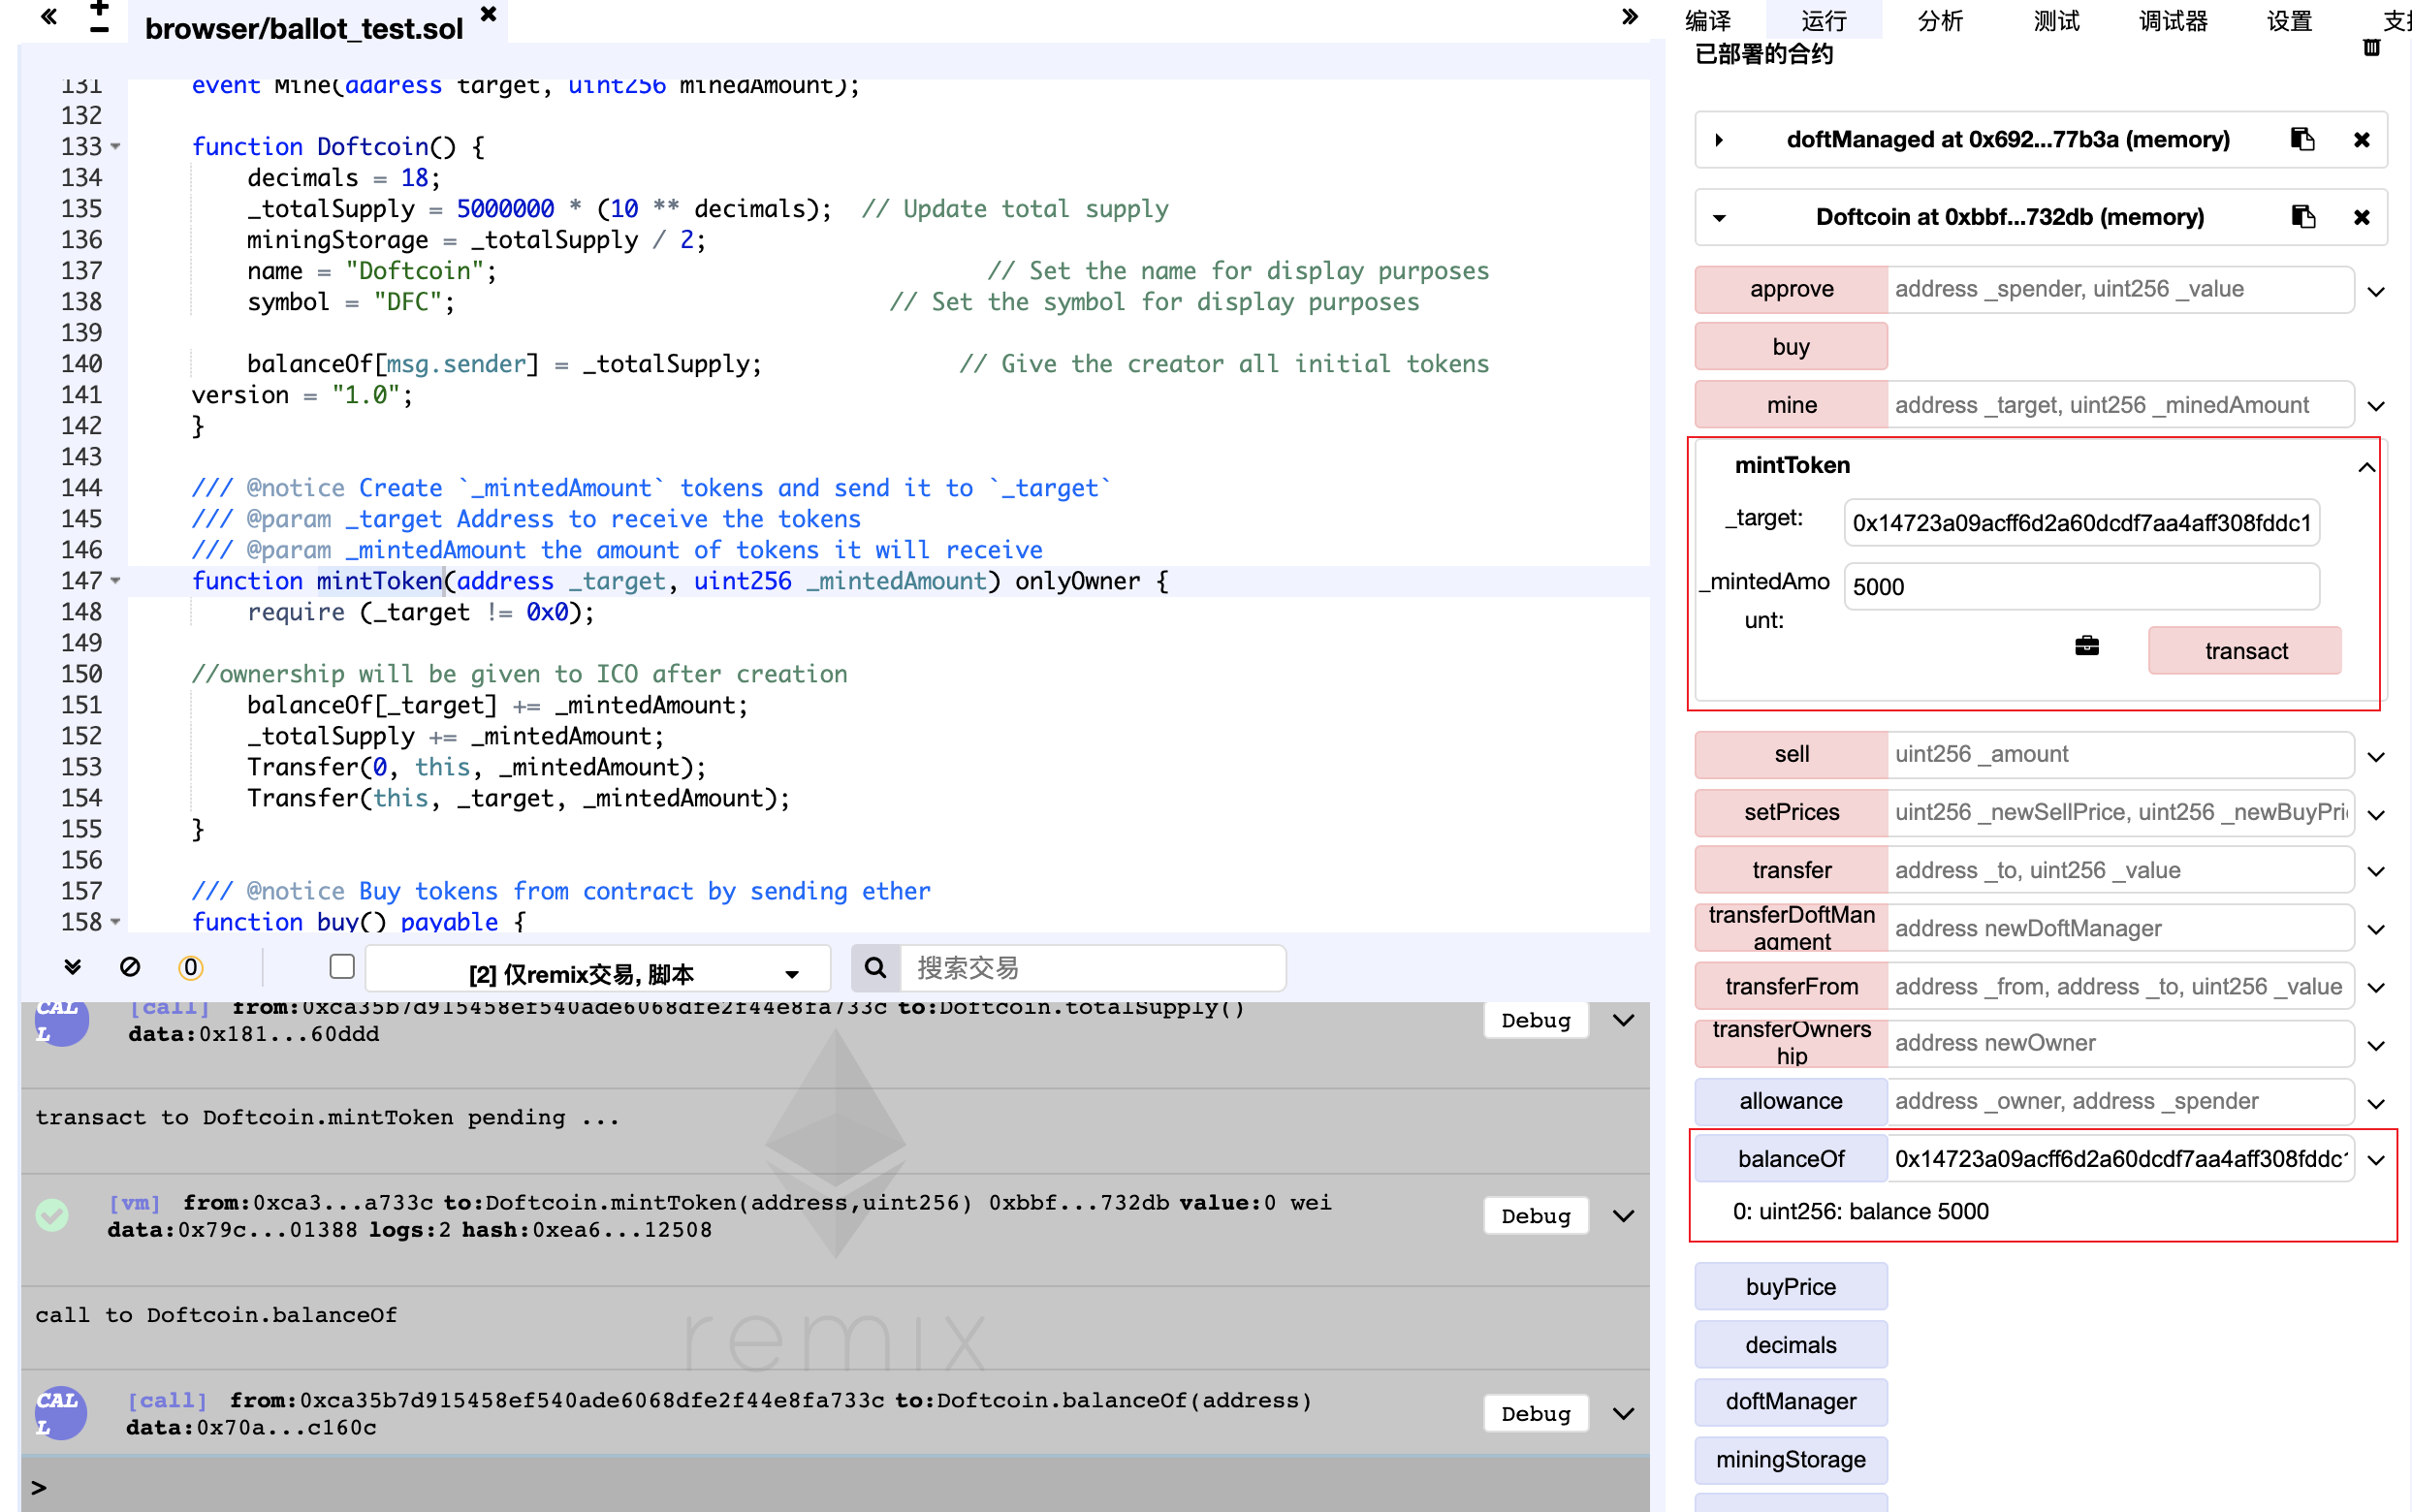 browser/ballot_test.sol
131 event Mine(address target, uint256 minedAmount);
132
133 function Doftcoin() {
134 decimals = 18;
135 _totalSupply = 5000000 * (10 ** decimals);  // Update total supply
136 miningStorage = _totalSupply / 2;
137 name = "Doftcoin"; // Set the name for display purposes
138 symbol = "DFC"; // Set the symbol for display purposes
139
140 balanceOf[msg.sender] = _totalSupply; // Give the creator all initial tokens
141 version = "1.0";
142 }
143
144 /// @notice Create `_mintedAmount` tokens and send it to `_target`
145 /// @param _target Address to receive the tokens
146 /// @param _mintedAmount the amount of tokens it will receive
147 function mintToken(address _target, uint256 _mintedAmount) onlyOwner {
148 require (_target != 0x0);
149
150 //ownership will be given to ICO after creation
151 balanceOf[_target] += _mintedAmount;
152 _totalSupply += _mintedAmount;
153 Transfer(0, this, _mintedAmount);
154 Transfer(this, _target, _mintedAmount);
155 }
156
157 /// @notice Buy tokens from contract by sending ether
158 function buy() payable {
0
[2] 仅remix交易, 脚本
搜索交易
CAL
L
[call] from:0xca35b7d915458ef540ade6068dfe2f44e8fa733c to:Doftcoin.totalSupply()
data:0x181...60ddd
Debug
transact to Doftcoin.mintToken pending ...
[vm] from:0xca3...a733c to:Doftcoin.mintToken(address,uint256) 0xbbf...732db value:0 wei
data:0x79c...01388 logs:2 hash:0xea6...12508
Debug
call to Doftcoin.balanceOf
remix
CAL
L
[call] from:0xca35b7d915458ef540ade6068dfe2f44e8fa733c to:Doftcoin.balanceOf(address)
data:0x70a...c160c
Debug
>
编译 运行 分析 测试 调试器 设置
已部署的合约
doftManaged at 0x692...77b3a (memory)
Doftcoin at 0xbbf...732db (memory)
approve address _spender, uint256 _value
buy
mine address _target, uint256 _minedAmount
mintToken
_target: 0x14723a09acff6d2a60dcdf7aa4aff308fddc1
_mintedAmo
unt:
5000
transact
sell uint256 _amount
setPrices uint256 _newSellPrice, uint256 _newBuyPri
transfer address _to, uint256 _value
transferDoftMan
agment
address newDoftManager
transferFrom address _from, address _to, uint256 _value
transferOwners
hip
address newOwner
allowance address _owner, address _spender
balanceOf 0x14723a09acff6d2a60dcdf7aa4aff308fddc1
0: uint256: balance 5000
buyPrice
decimals
doftManager
miningStorage